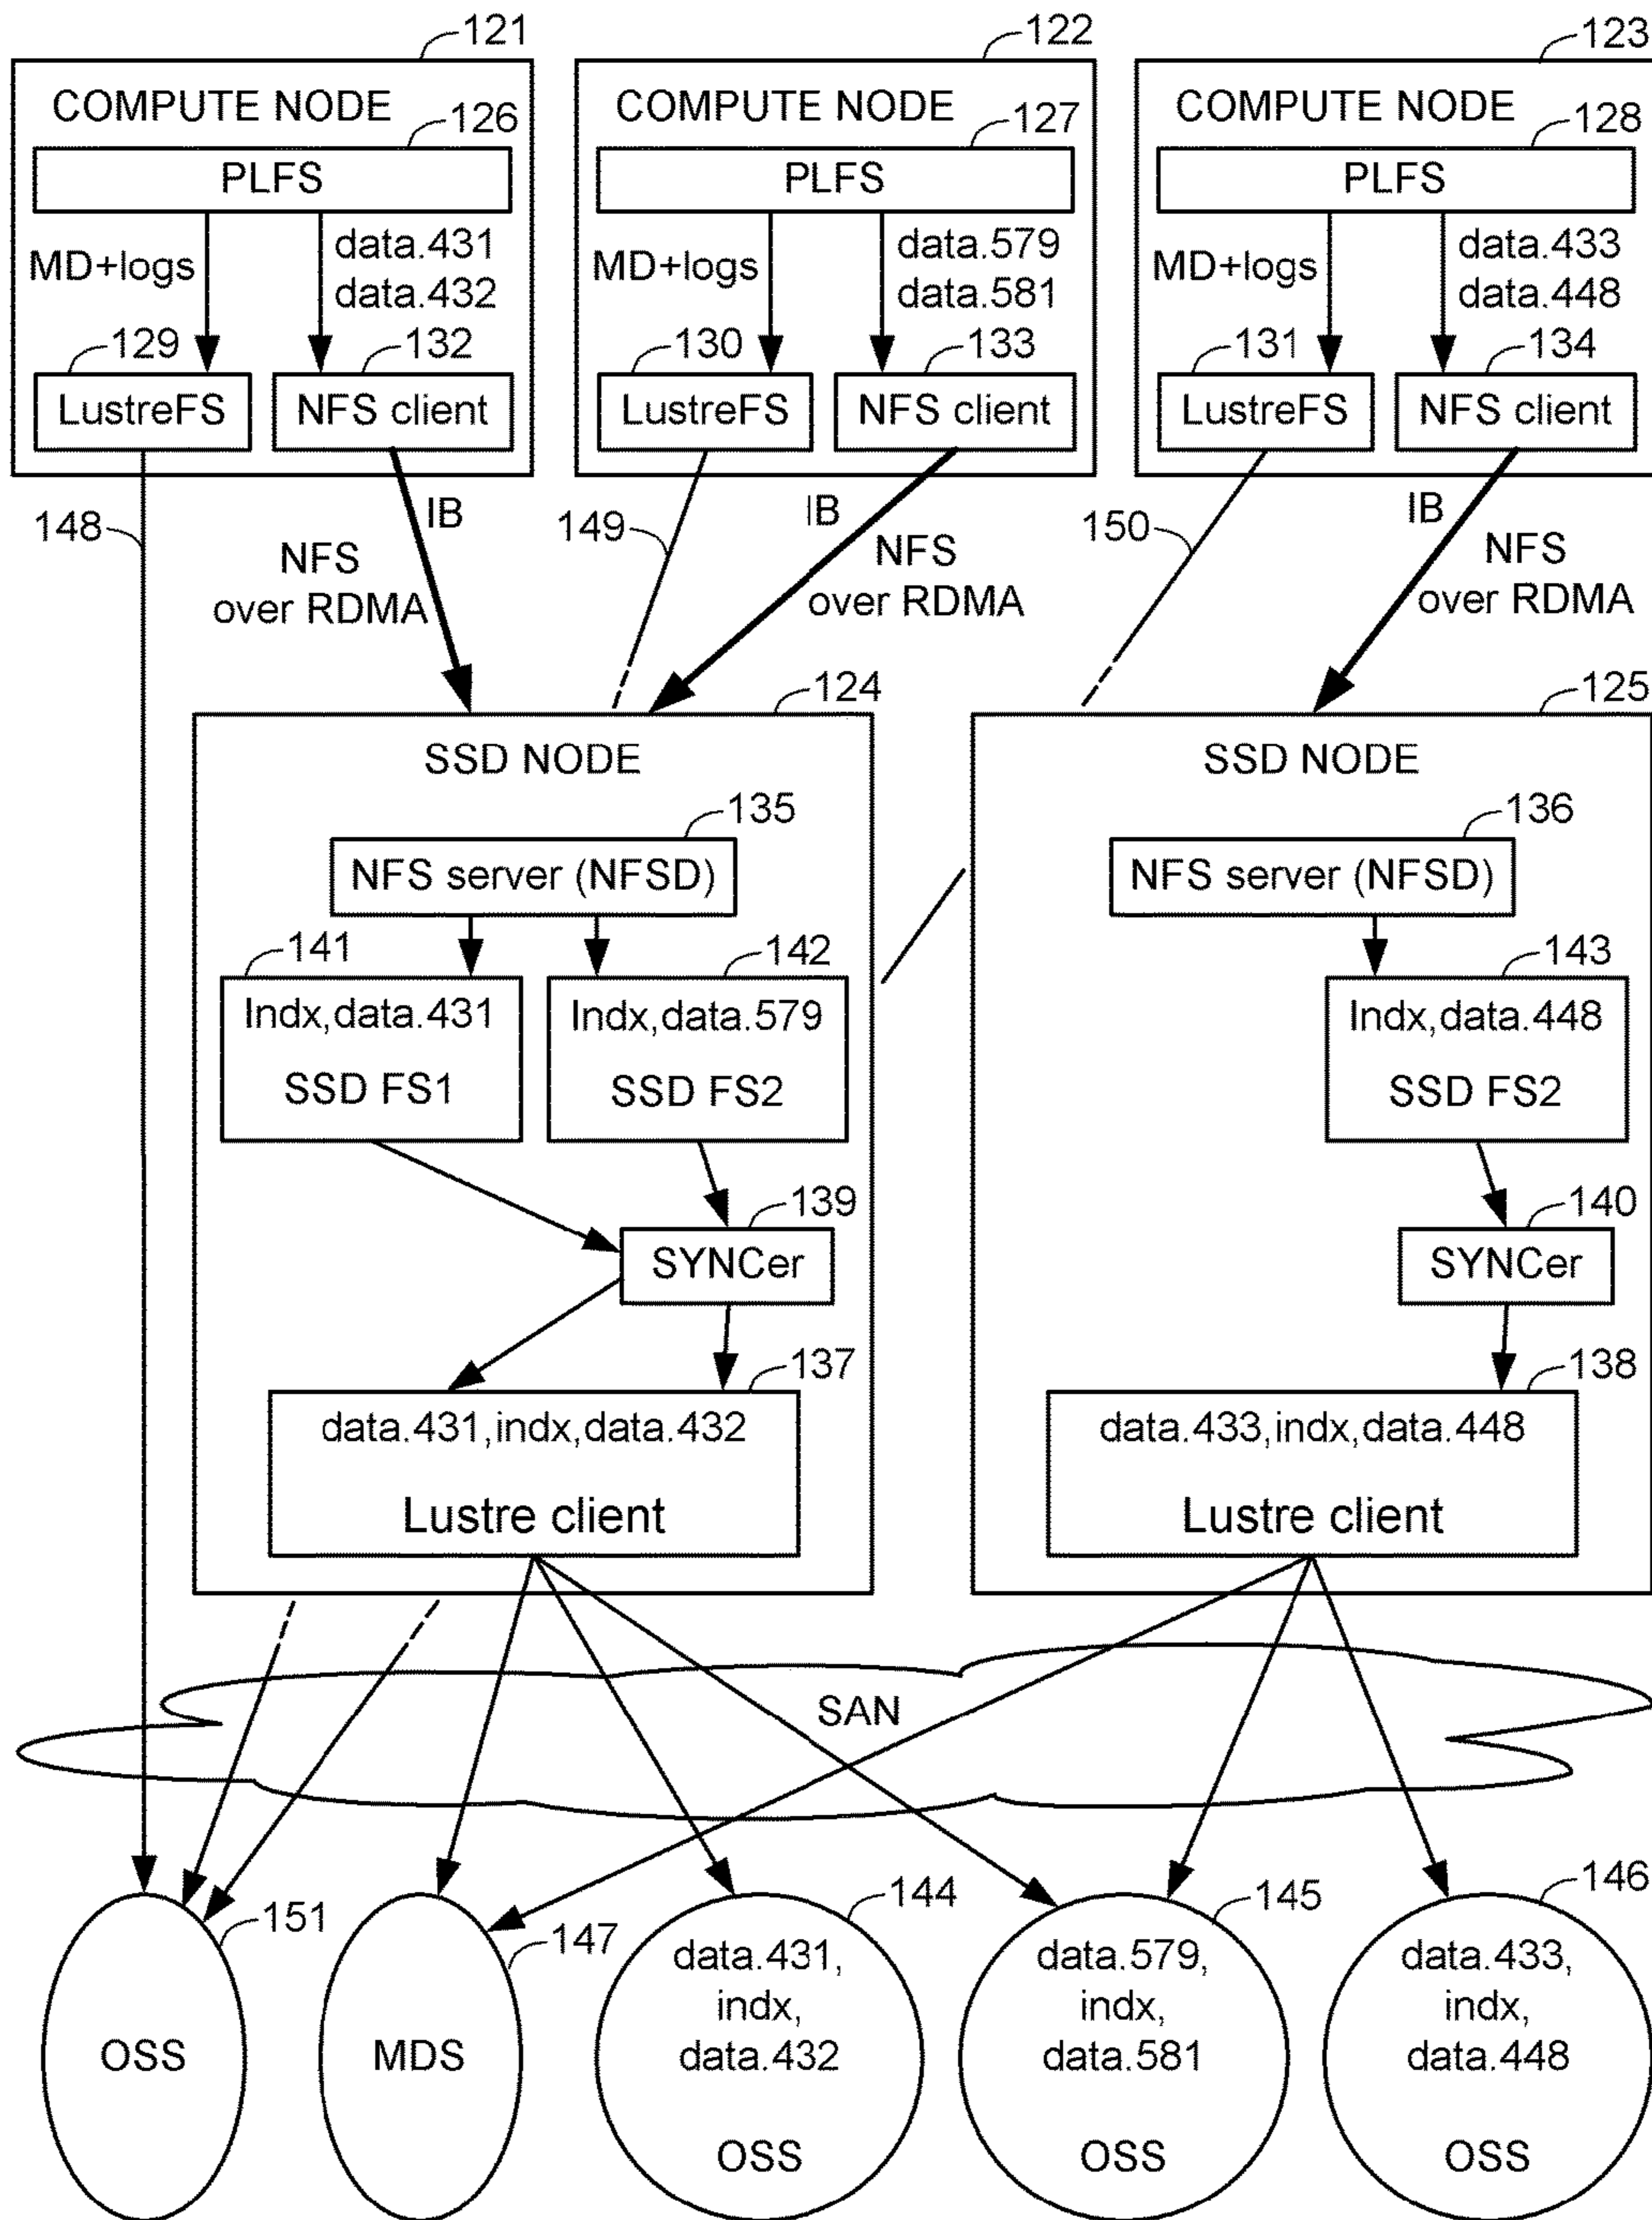 121
122
123
COMPUTE NODE
COMPUTE NODE
COMPUTE NODE
126
127
128
PLFS
PLFS
PLFS
MD+logs
data.431
data.432
MD+logs
data.579
data.581
MD+logs
data.433
data.448
129
132
130
133
131
134
LustreFS
NFS client
LustreFS
NFS client
LustreFS
NFS client
148
IB
NFS
over RDMA
149
IB
NFS
over RDMA
150
IB
NFS
over RDMA
124
125
SSD NODE
SSD NODE
135
136
NFS server (NFSD)
NFS server (NFSD)
141
142
143
Indx,data.431
SSD FS1
Indx,data.579
SSD FS2
Indx,data.448
SSD FS2
139
140
SYNCer
SYNCer
137
138
data.431,indx,data.432
Lustre client
data.433,indx,data.448
Lustre client
SAN
151
147
144
145
146
OSS
MDS
data.431,
indx,
data.432
OSS
data.579,
indx,
data.581
OSS
data.433,
indx,
data.448
OSS